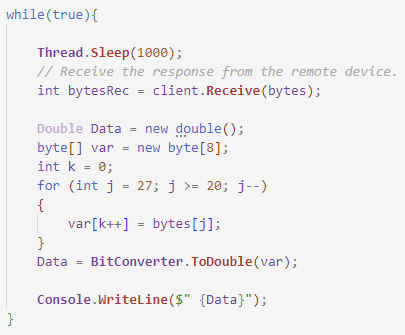 while(true){
Thread.Sleep(1000);
// Receive the response from the remote device.
int bytesRec = client.Receive(bytes);
Double Data = new double();
byte[] var = new byte[8];
int k = 0;
for (int j = 27; j >= 20; j--)
{
var[k++] = bytes[j];
}
Data = BitConverter.ToDouble(var);
Console.WriteLine($" {Data}");
}